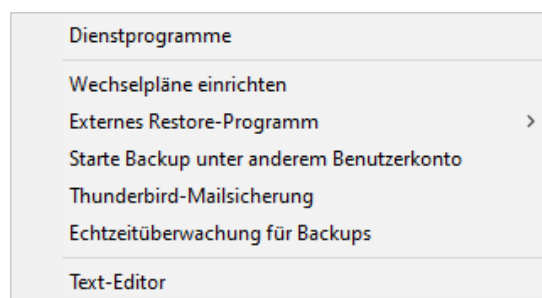 Dienstprogramme
Wechselpläne einrichten
Externes Restore-Programm
Starte Backup unter anderem Benutzerkonto
Thunderbird-Mailsicherung
Echtzeitüberwachung für Backups
Text-Editor